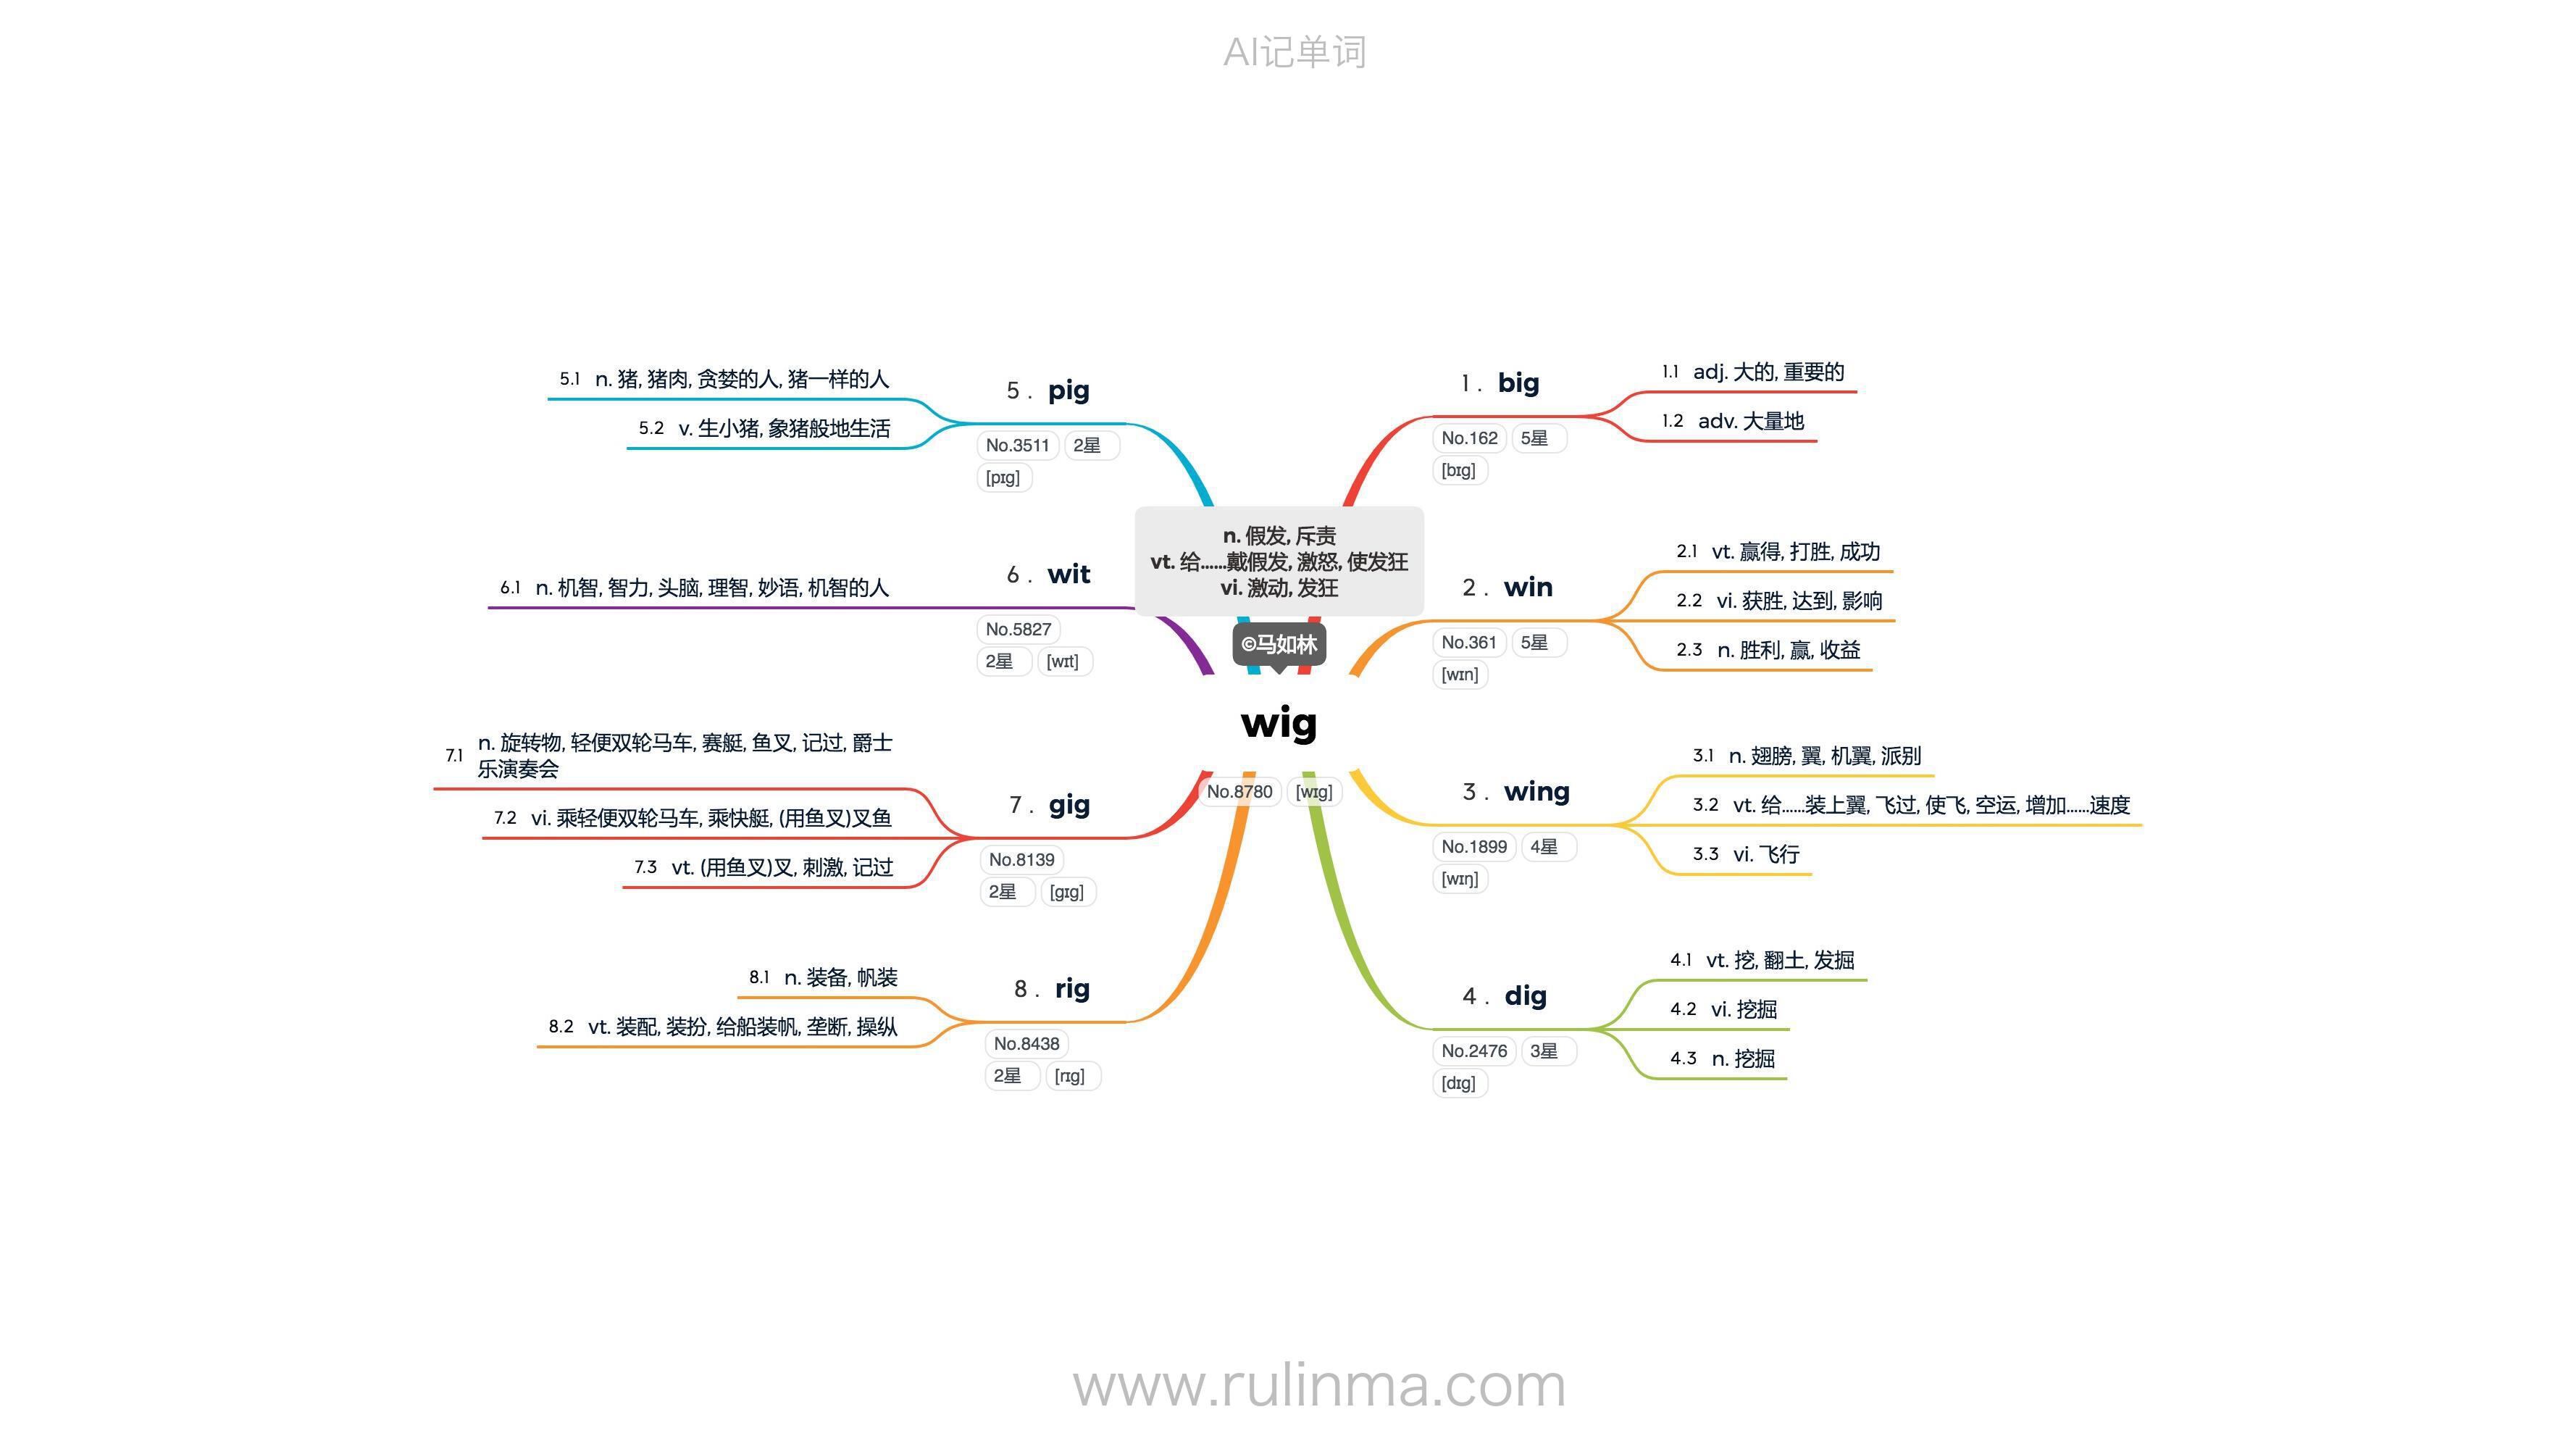 AI记单词
n. 假发, 斥责
vt. 给......戴假发, 激怒, 使发狂
vi. 激动, 发狂
©马如林
wig
No.8780 [wɪg]
1 . big
No.162 5星
[bɪg]
1.1 adj. 大的, 重要的
1.2 adv. 大量地
2 . win
No.361 5星
[wɪn]
2.1 vt. 赢得, 打胜, 成功
2.2 vi. 获胜, 达到, 影响
2.3 n. 胜利, 赢, 收益
3 . wing
No.1899 4星
[wɪŋ]
3.1 n. 翅膀, 翼, 机翼, 派别
3.2 vt. 给......装上翼, 飞过, 使飞, 空运, 增加......速度
3.3 vi. 飞行
4 . dig
No.2476 3星
[dɪg]
4.1 vt. 挖, 翻土, 发掘
4.2 vi. 挖掘
4.3 n. 挖掘
5 . pig
No.3511 2星
[pɪg]
5.1 n. 猪, 猪肉, 贪婪的人, 猪一样的人
5.2 v. 生小猪, 象猪般地生活
6 . wit
No.5827
2星 [wɪt]
6.1 n. 机智, 智力, 头脑, 理智, 妙语, 机智的人
7 . gig
No.8139
2星 [gɪg]
7.1 n. 旋转物, 轻便双轮马车, 赛艇, 鱼叉, 记过, 爵士
乐演奏会
7.2 vi. 乘轻便双轮马车, 乘快艇, (用鱼叉)叉鱼
7.3 vt. (用鱼叉)叉, 刺激, 记过
8 . rig
No.8438
2星 [rɪg]
8.1 n. 装备, 帆装
8.2 vt. 装配, 装扮, 给船装帆, 垄断, 操纵
www.rulinma.com